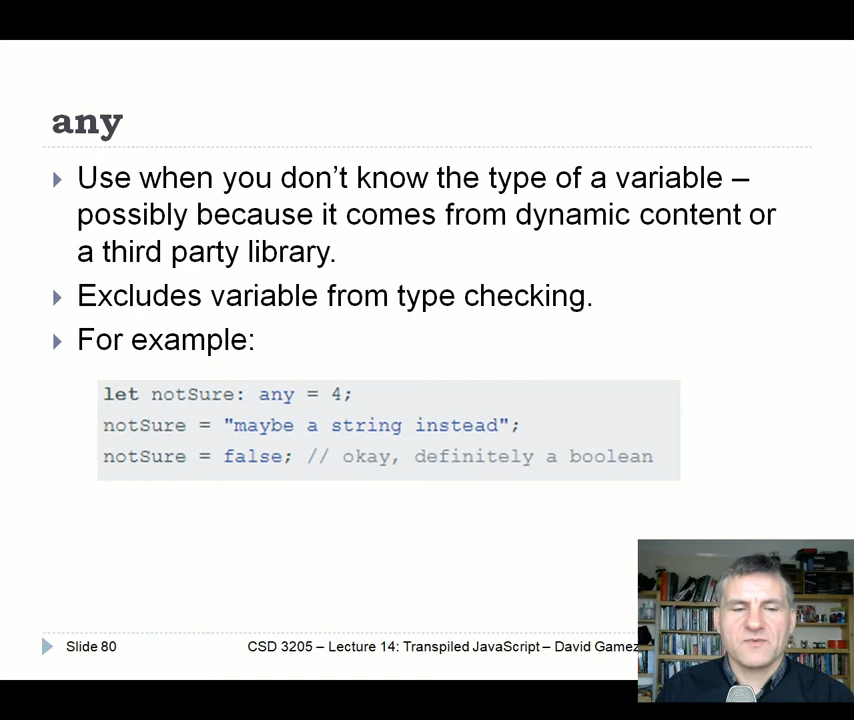 any
Use when you don't know the type of a variable –
possibly because it comes from dynamic content or
a third party library.
Excludes variable from type checking.
For example:
let notSure: any = 4;
notSure = "maybe a string instead";
notSure = false; // okay, definitely a boolean
Slide 80
CSD 3205 – Lecture 14: Transpiled JavaScript – David Gamez